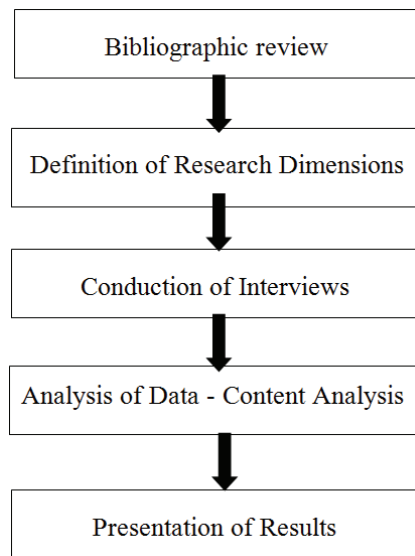 Bibliographic review
Definition of Research Dimensions
Conduction of Interviews
Analysis of Data - Content Analysis
Presentation of Results